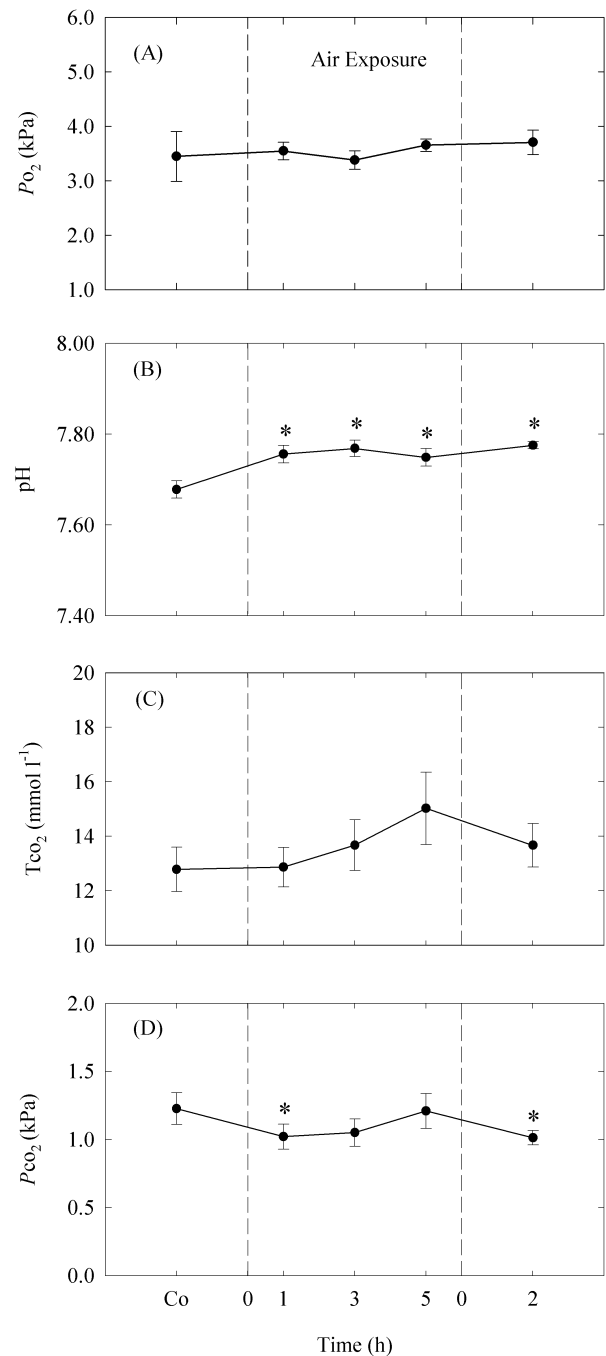 6.0
(A)
Air Exposure
5.0
4.0
3.0
2.0
1.0
Po₂ (kPa)
8.00
(B)
7.80
* * * *
7.60
7.40
pH
20
(C)
18
16
14
12
10
Tco₂ (mmol l⁻¹)
2.0
(D)
1.5
* *
1.0
0.5
0.0
Pco₂ (kPa)
Co 0 1 3 5 0 2
Time (h)